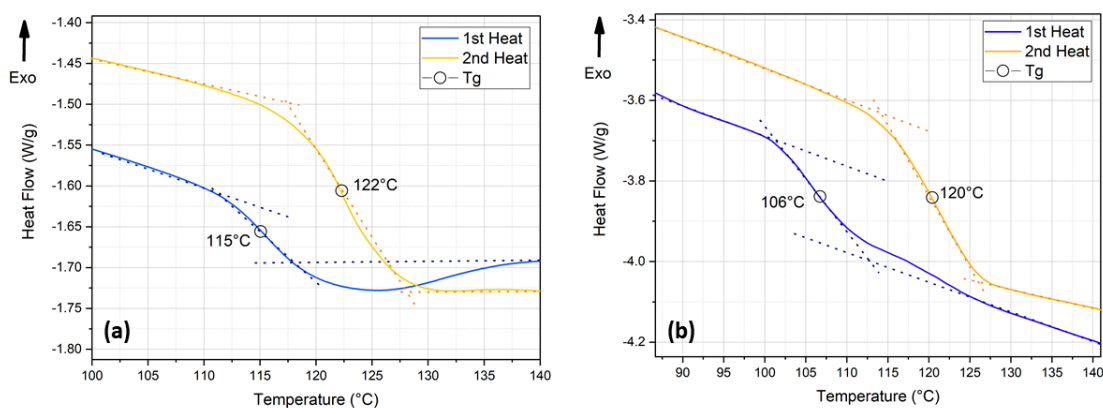 -1.40
-1.45
-1.50
-1.55
-1.60
-1.65
-1.70
-1.75
-1.80
Exo
Heat Flow (W/g)
1st Heat
2nd Heat
Tg
122°C
115°C
(a)
100 105 110 115 120 125 130 135 140
Temperature (°C)
-3.4
-3.6
-3.8
-4.0
-4.2
Exo
Heat Flow (W/g)
1st Heat
2nd Heat
Tg
120°C
106°C
(b)
90 95 100 105 110 115 120 125 130 135 140
Temperature (°C)